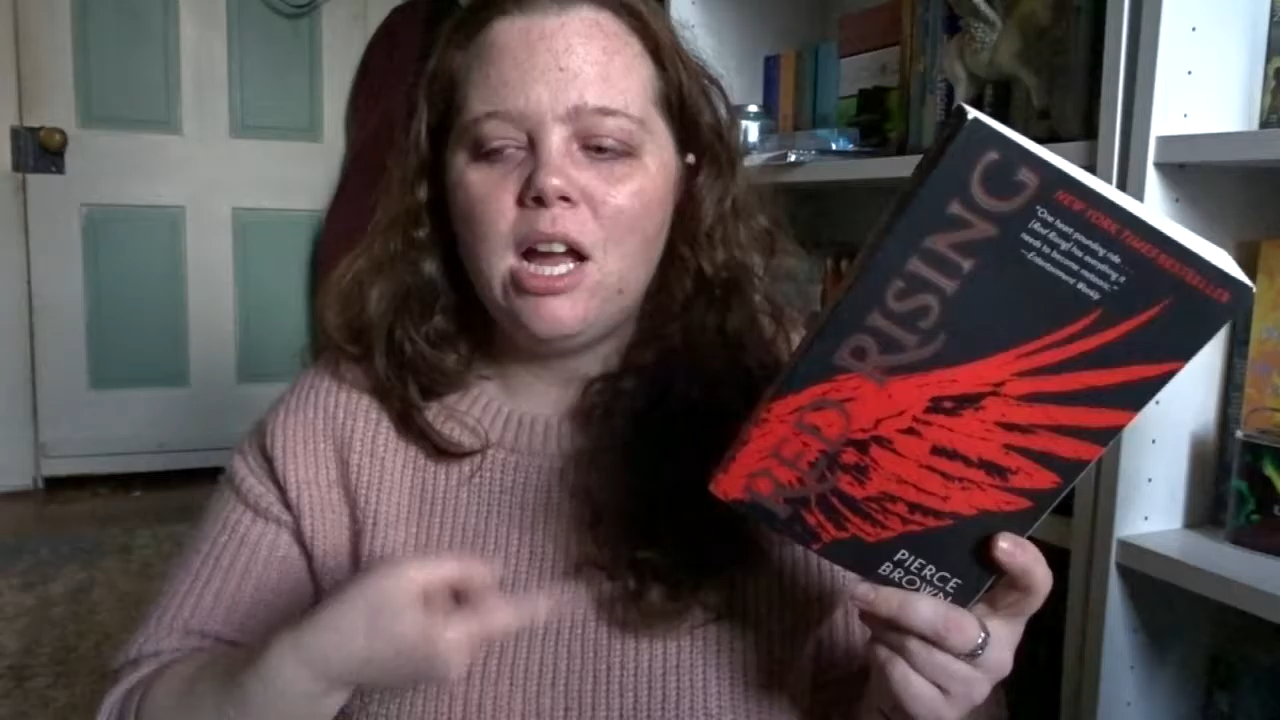 RED RISING
NEW YORK TIMES BESTSELLER
"One heart-pounding ride . . .
[Red Rising] has everything it
needs to become meteoric."
—Entertainment Weekly
PIERCE
BROWN